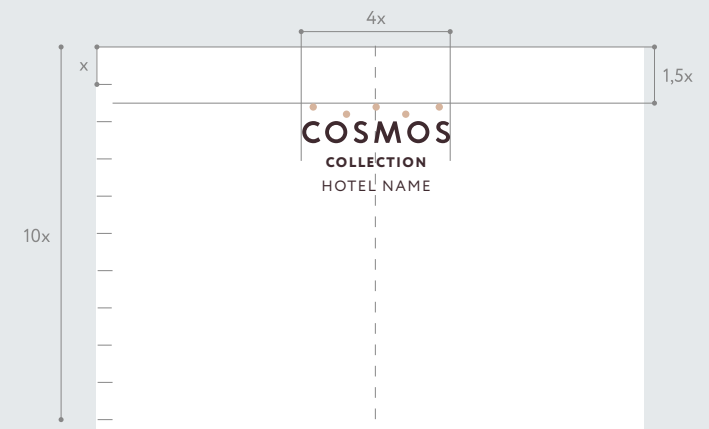 4x
x
1,5x
COSMOS
COLLECTION
HOTEL NAME
10x